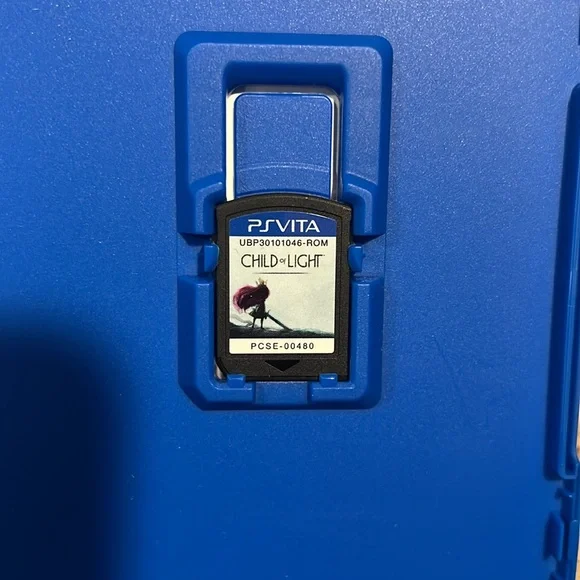 PSVITA
UBP30101046-ROM
CHILD of LIGHT
PCSE-00480